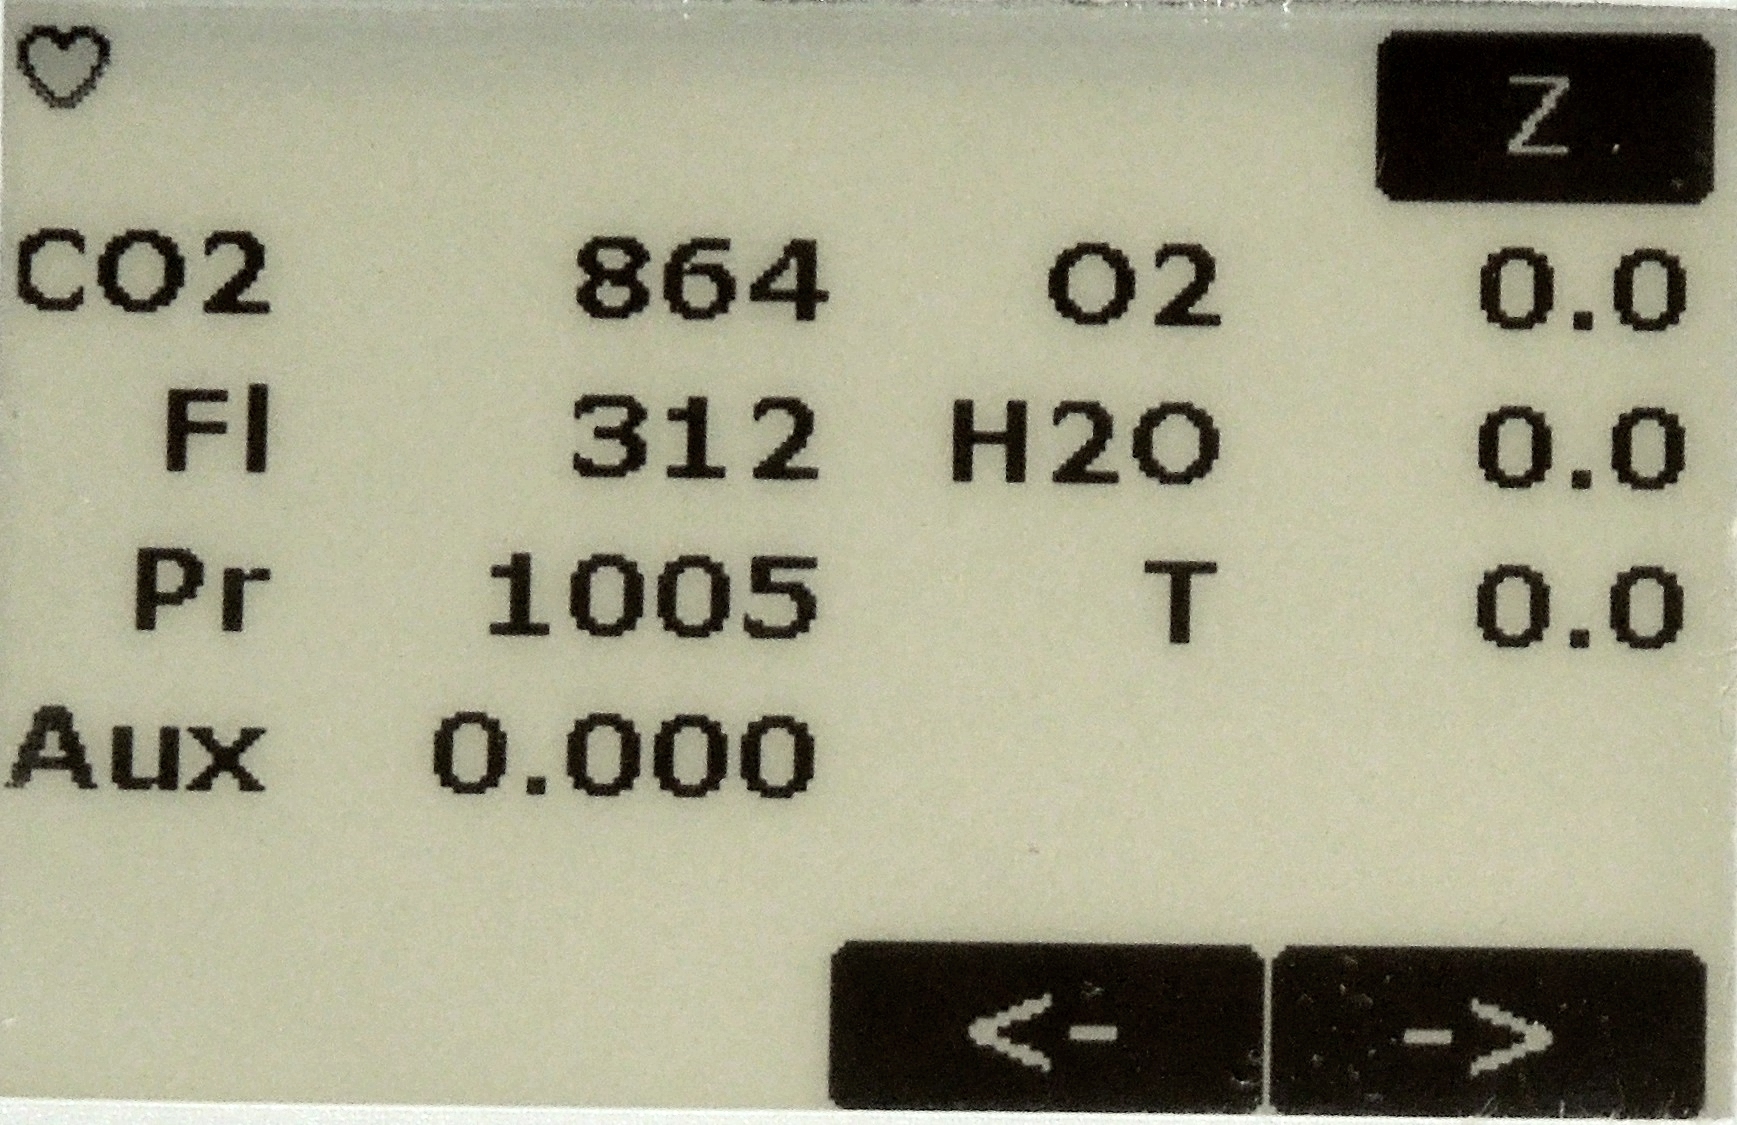 Z
CO2 864 O2 0.0
Fl 312 H2O 0.0
Pr 1005 T 0.0
Aux 0.000
<- ->